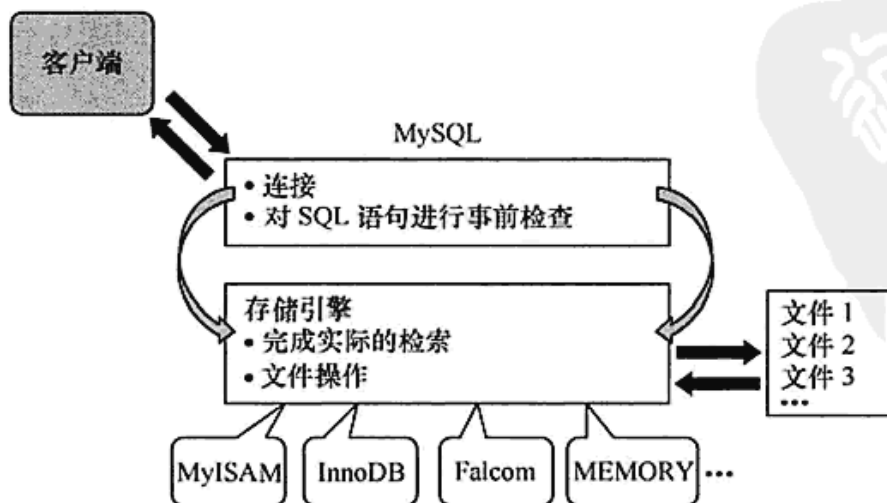 客户端
MySQL
• 连接
• 对 SQL 语句进行事前检查
存储引擎
• 完成实际的检索
• 文件操作
文件 1
文件 2
文件 3
•••
MyISAM
InnoDB
Falcom
MEMORY
•••